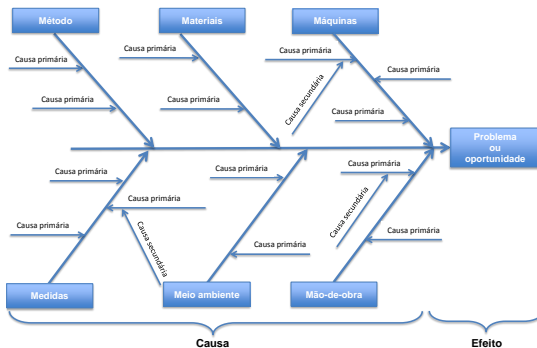 Método
Materiais
Máquinas
Causa primária
Causa primária
Causa primária
Causa primária
Causa secundária
Causa primária
Causa primária
Causa primária
Problema
ou
oportunidade
Causa primária
Causa primária
Causa primária
Causa primária
Causa secundária
Causa primária
Causa secundária
Causa primária
Causa primária
Medidas
Meio ambiente
Mão-de-obra
Causa
Efeito